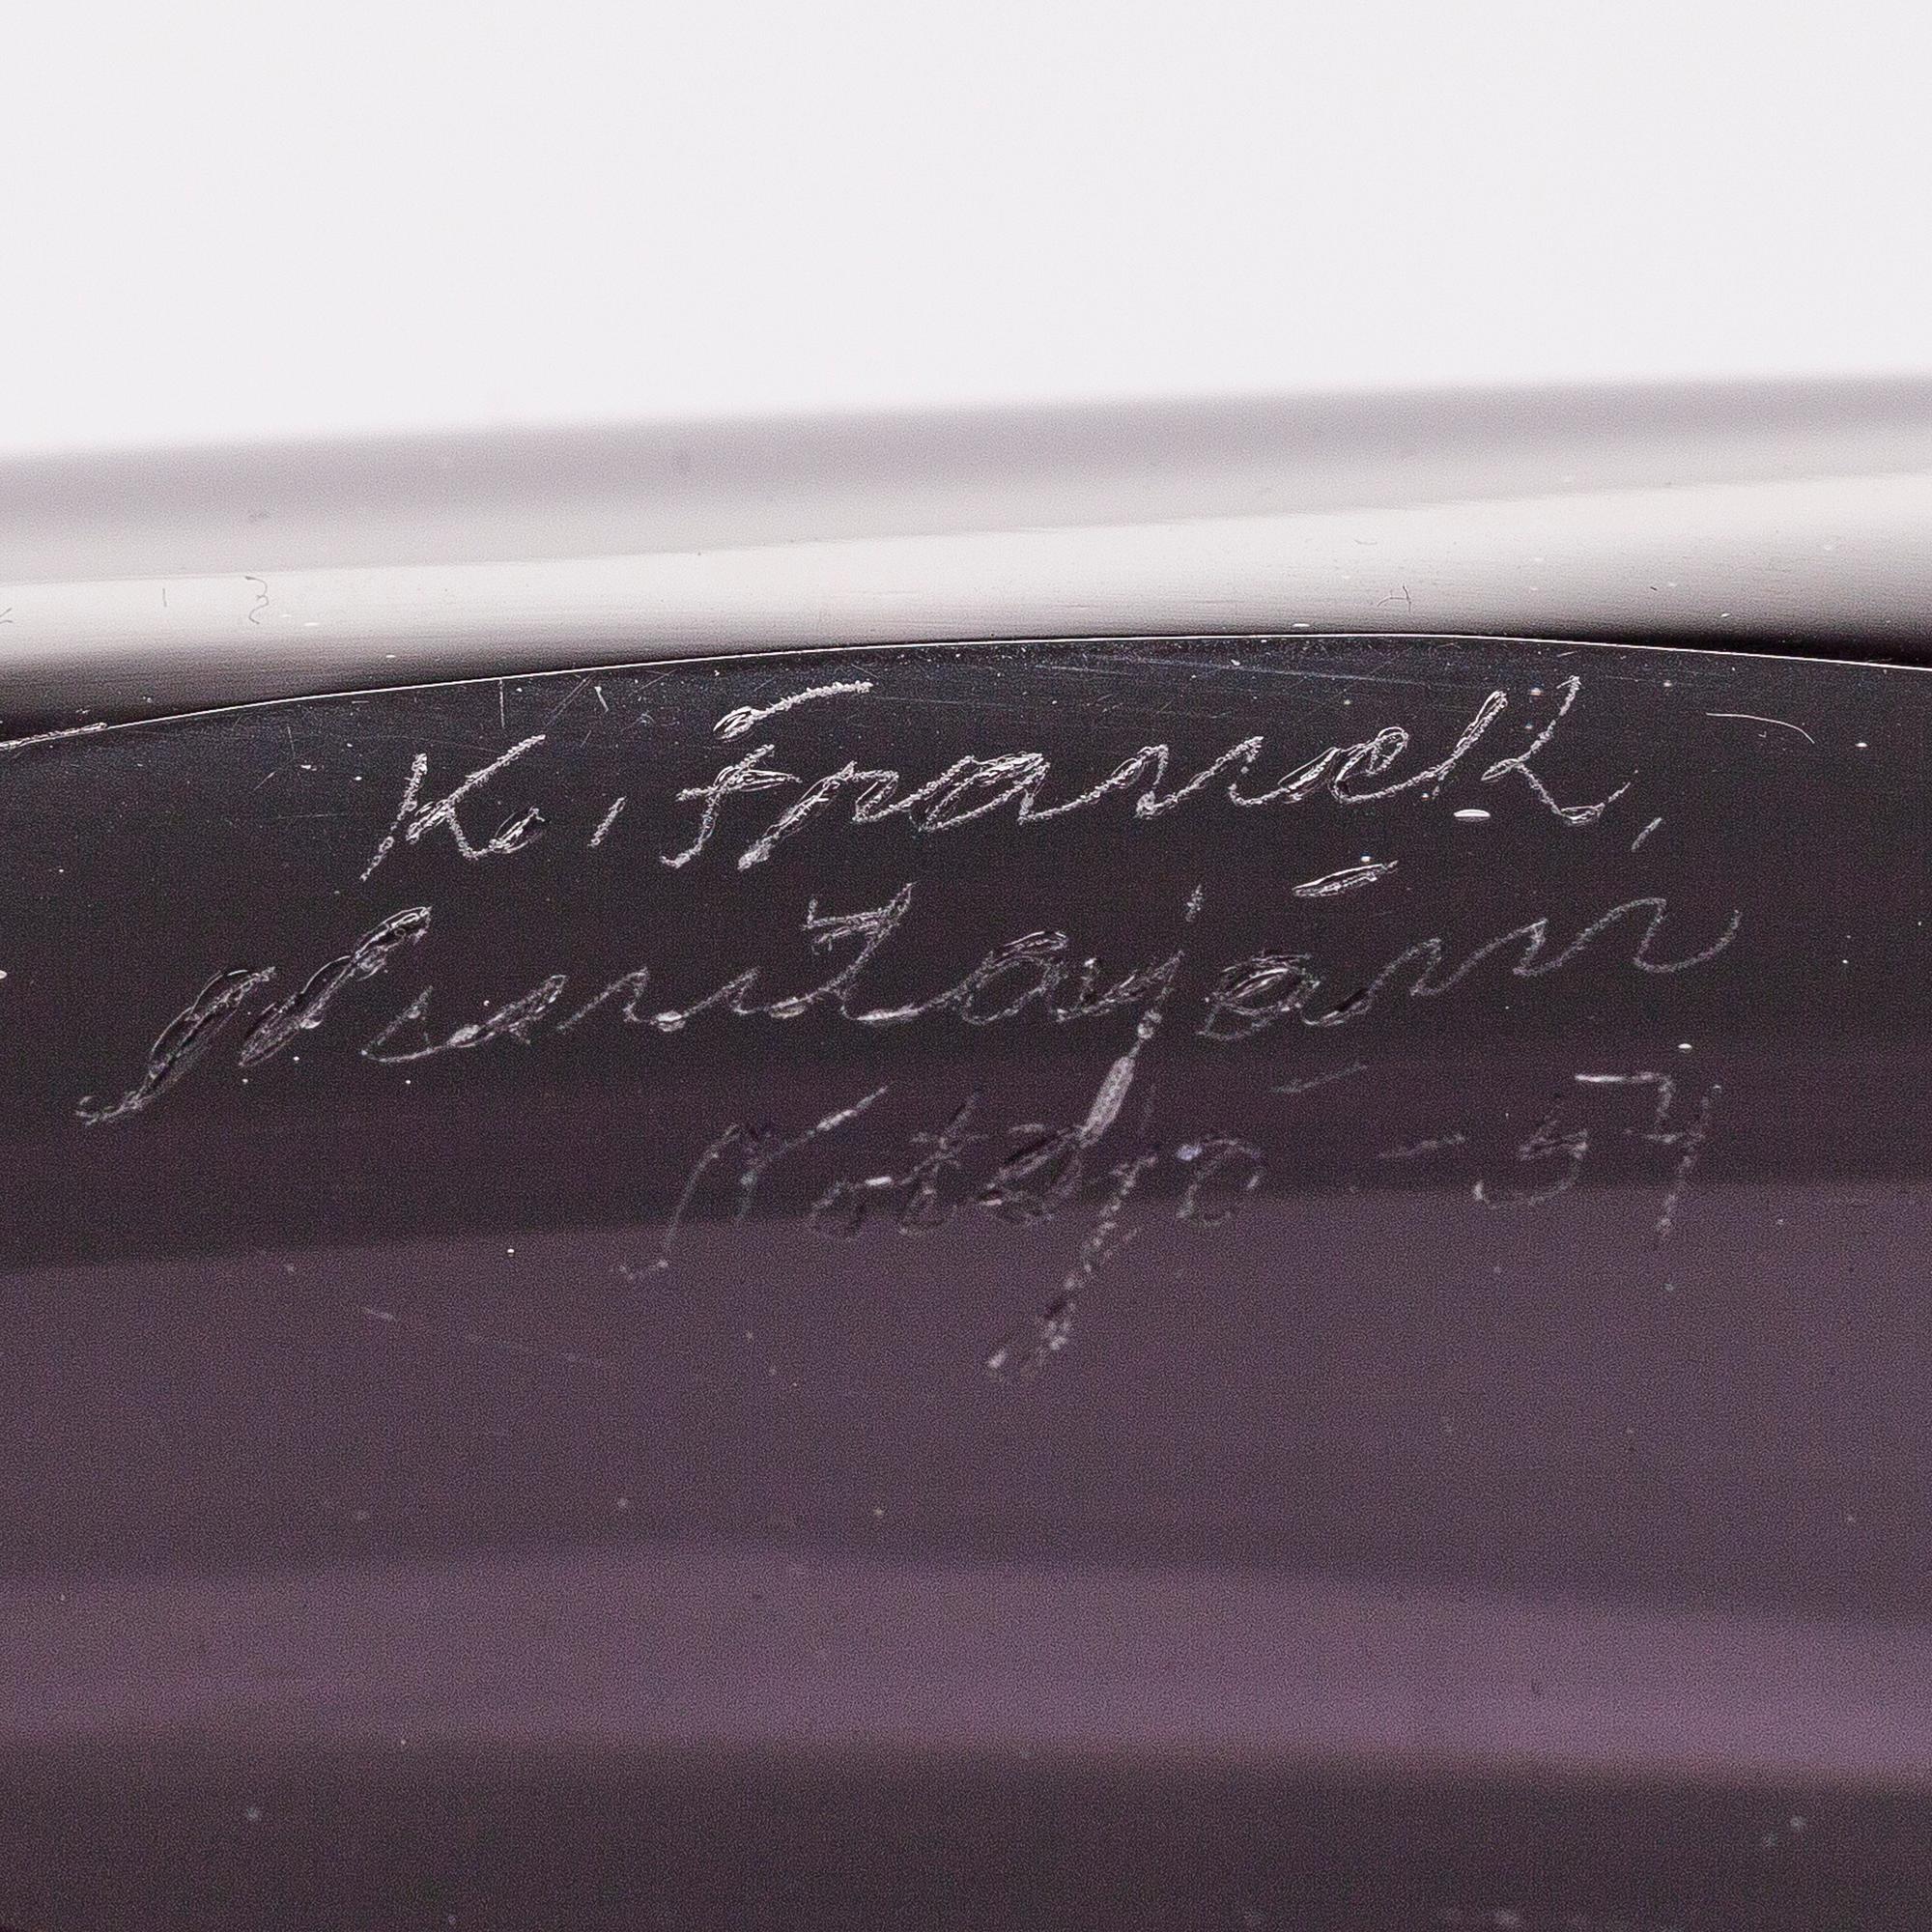 K. Franck,
Nuutajärvi
Notsjö -57